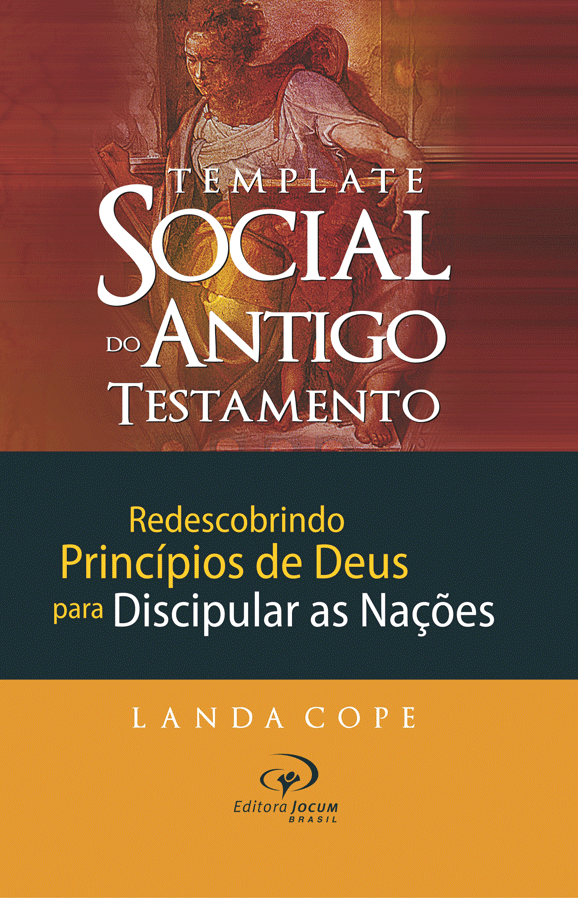 TEMPLATE
SOCIAL
DO ANTIGO
TESTAMENTO
Redescobrindo
Princípios de Deus
para Discipular as Nações
LANDA COPE
Editora JOCUM
BRASIL